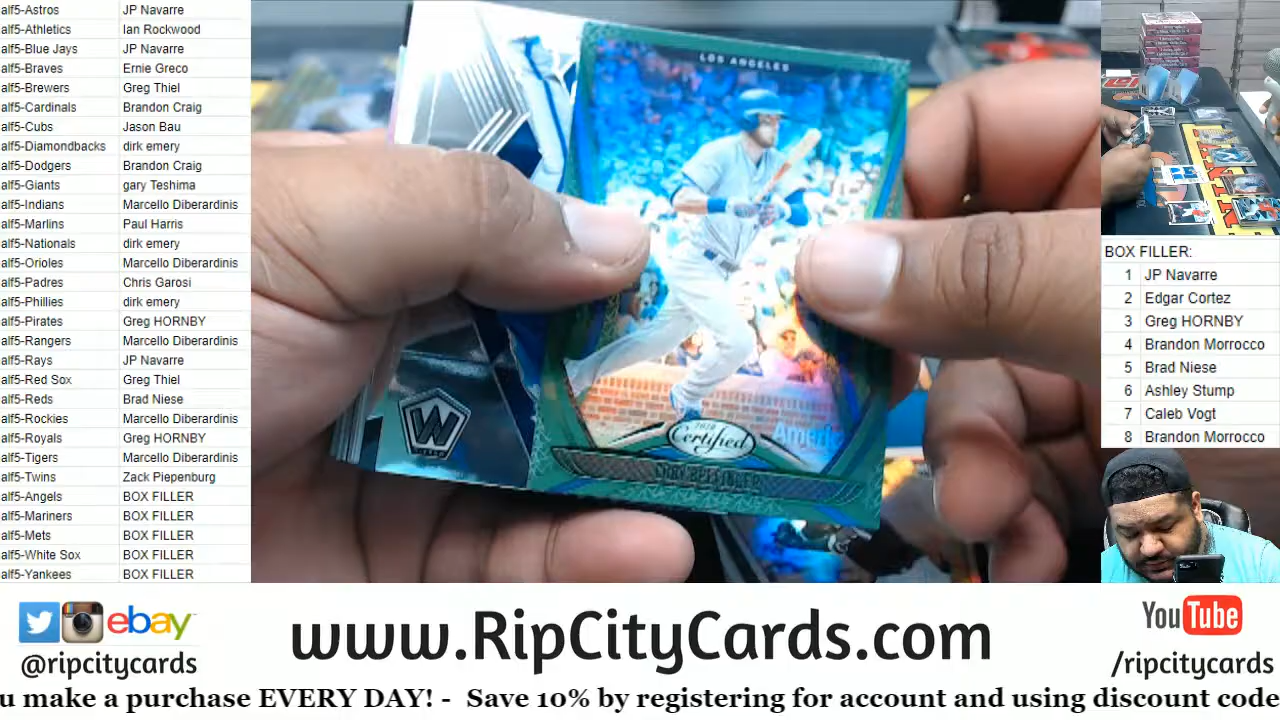 alf5-Astros JP Navarre
alf5-Athletics Ian Rockwood
alf5-Blue Jays JP Navarre
alf5-Braves Ernie Greco
alf5-Brewers Greg Thiel
alf5-Cardinals Brandon Craig
alf5-Cubs Jason Bau
alf5-Diamondbacks dirk emery
alf5-Dodgers Brandon Craig
alf5-Giants gary Teshima
alf5-Indians Marcello Diberardinis
alf5-Marlins Paul Harris
alf5-Nationals dirk emery
alf5-Orioles Marcello Diberardinis
alf5-Padres Chris Garosi
alf5-Phillies dirk emery
alf5-Pirates Greg HORNBY
alf5-Rangers Marcello Diberardinis
alf5-Rays JP Navarre
alf5-Red Sox Greg Thiel
alf5-Reds Brad Niese
alf5-Rockies Marcello Diberardinis
alf5-Royals Greg HORNBY
alf5-Tigers Marcello Diberardinis
alf5-Twins Zack Piepenburg
alf5-Angels BOX FILLER
alf5-Mariners BOX FILLER
alf5-Mets BOX FILLER
alf5-White Sox BOX FILLER
alf5-Yankees BOX FILLER
LOS ANGELES
W
2020
Certified
CODY BELLINGER
BOX FILLER:
1 JP Navarre
2 Edgar Cortez
3 Greg HORNBY
4 Brandon Morrocco
5 Brad Niese
6 Ashley Stump
7 Caleb Vogt
8 Brandon Morrocco
ebay
@ripcitycards
www.RipCityCards.com
YouTube
/ripcitycards
u make a purchase EVERY DAY! - Save 10% by registering for account and using discount code